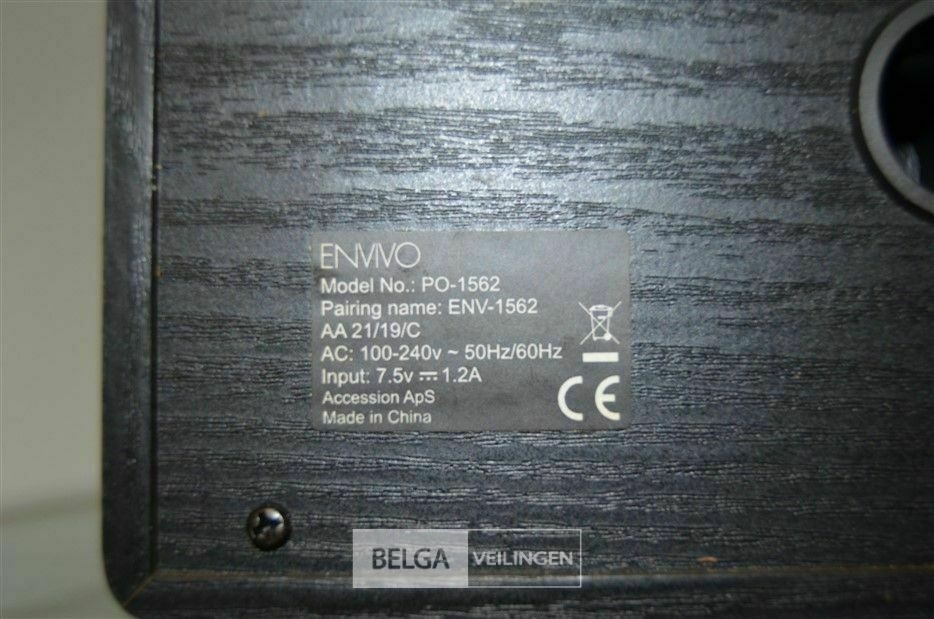 ENVIVO
Model No.: PO-1562
Pairing name: ENV-1562
AA 21/19/C
AC: 100-240v ~ 50Hz/60Hz
Input: 7.5v ⎓ 1.2A
Accession ApS
Made in China
CE
BELGA VEILINGEN